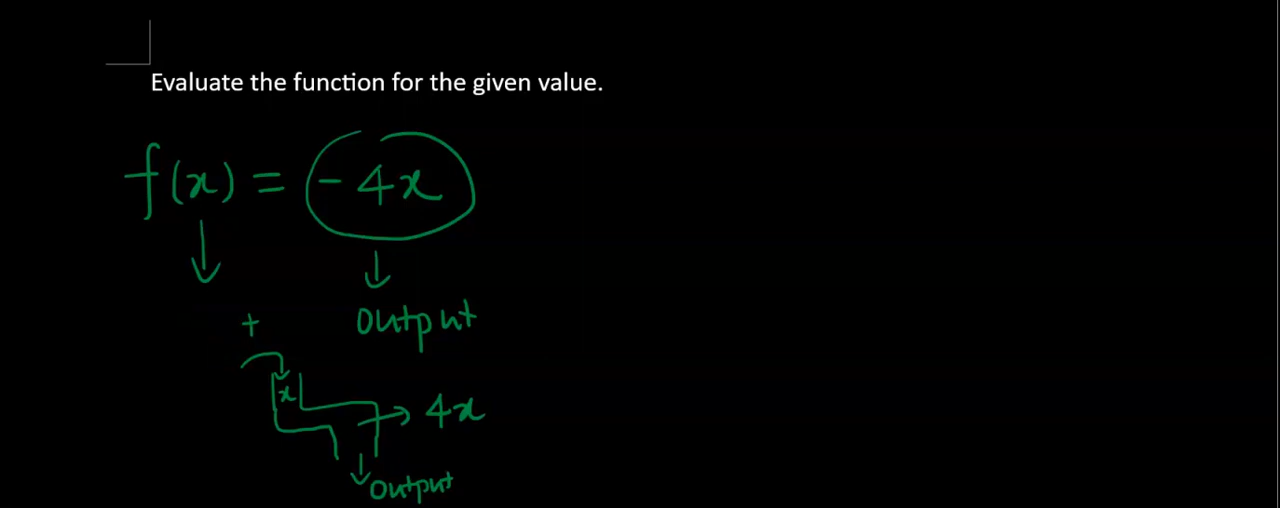 Evaluate the function for the given value.
f(x) = -4x
output
+
x
4x
output